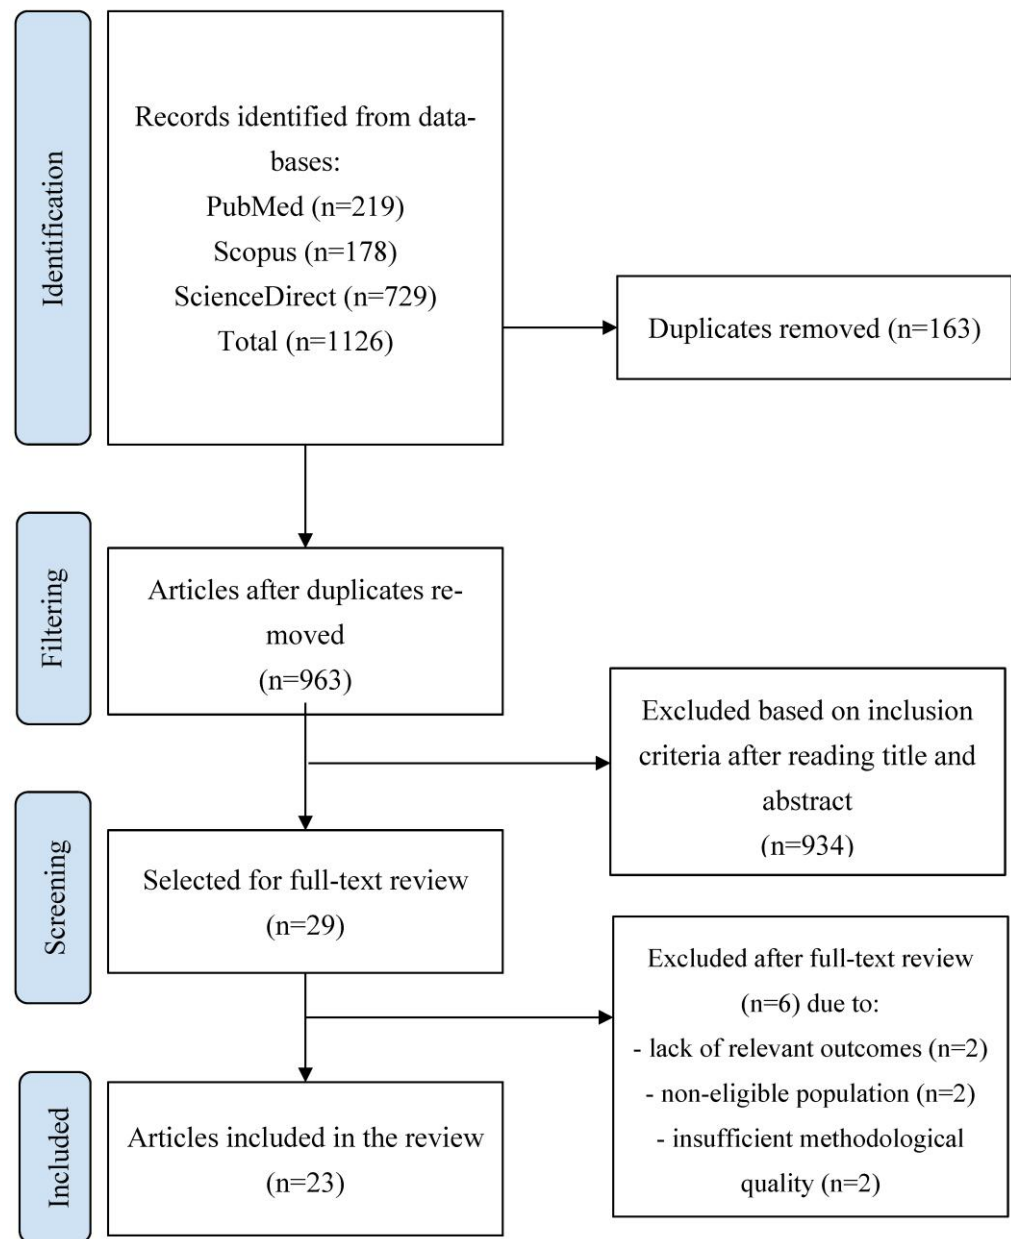 Identification
Records identified from data-
bases:
PubMed (n=219)
Scopus (n=178)
ScienceDirect (n=729)
Total (n=1126)
Duplicates removed (n=163)
Filtering
Articles after duplicates re-
moved
(n=963)
Excluded based on inclusion
criteria after reading title and
abstract
(n=934)
Screening
Selected for full-text review
(n=29)
Excluded after full-text review
(n=6) due to:
- lack of relevant outcomes (n=2)
- non-eligible population (n=2)
- insufficient methodological
quality (n=2)
Included
Articles included in the review
(n=23)